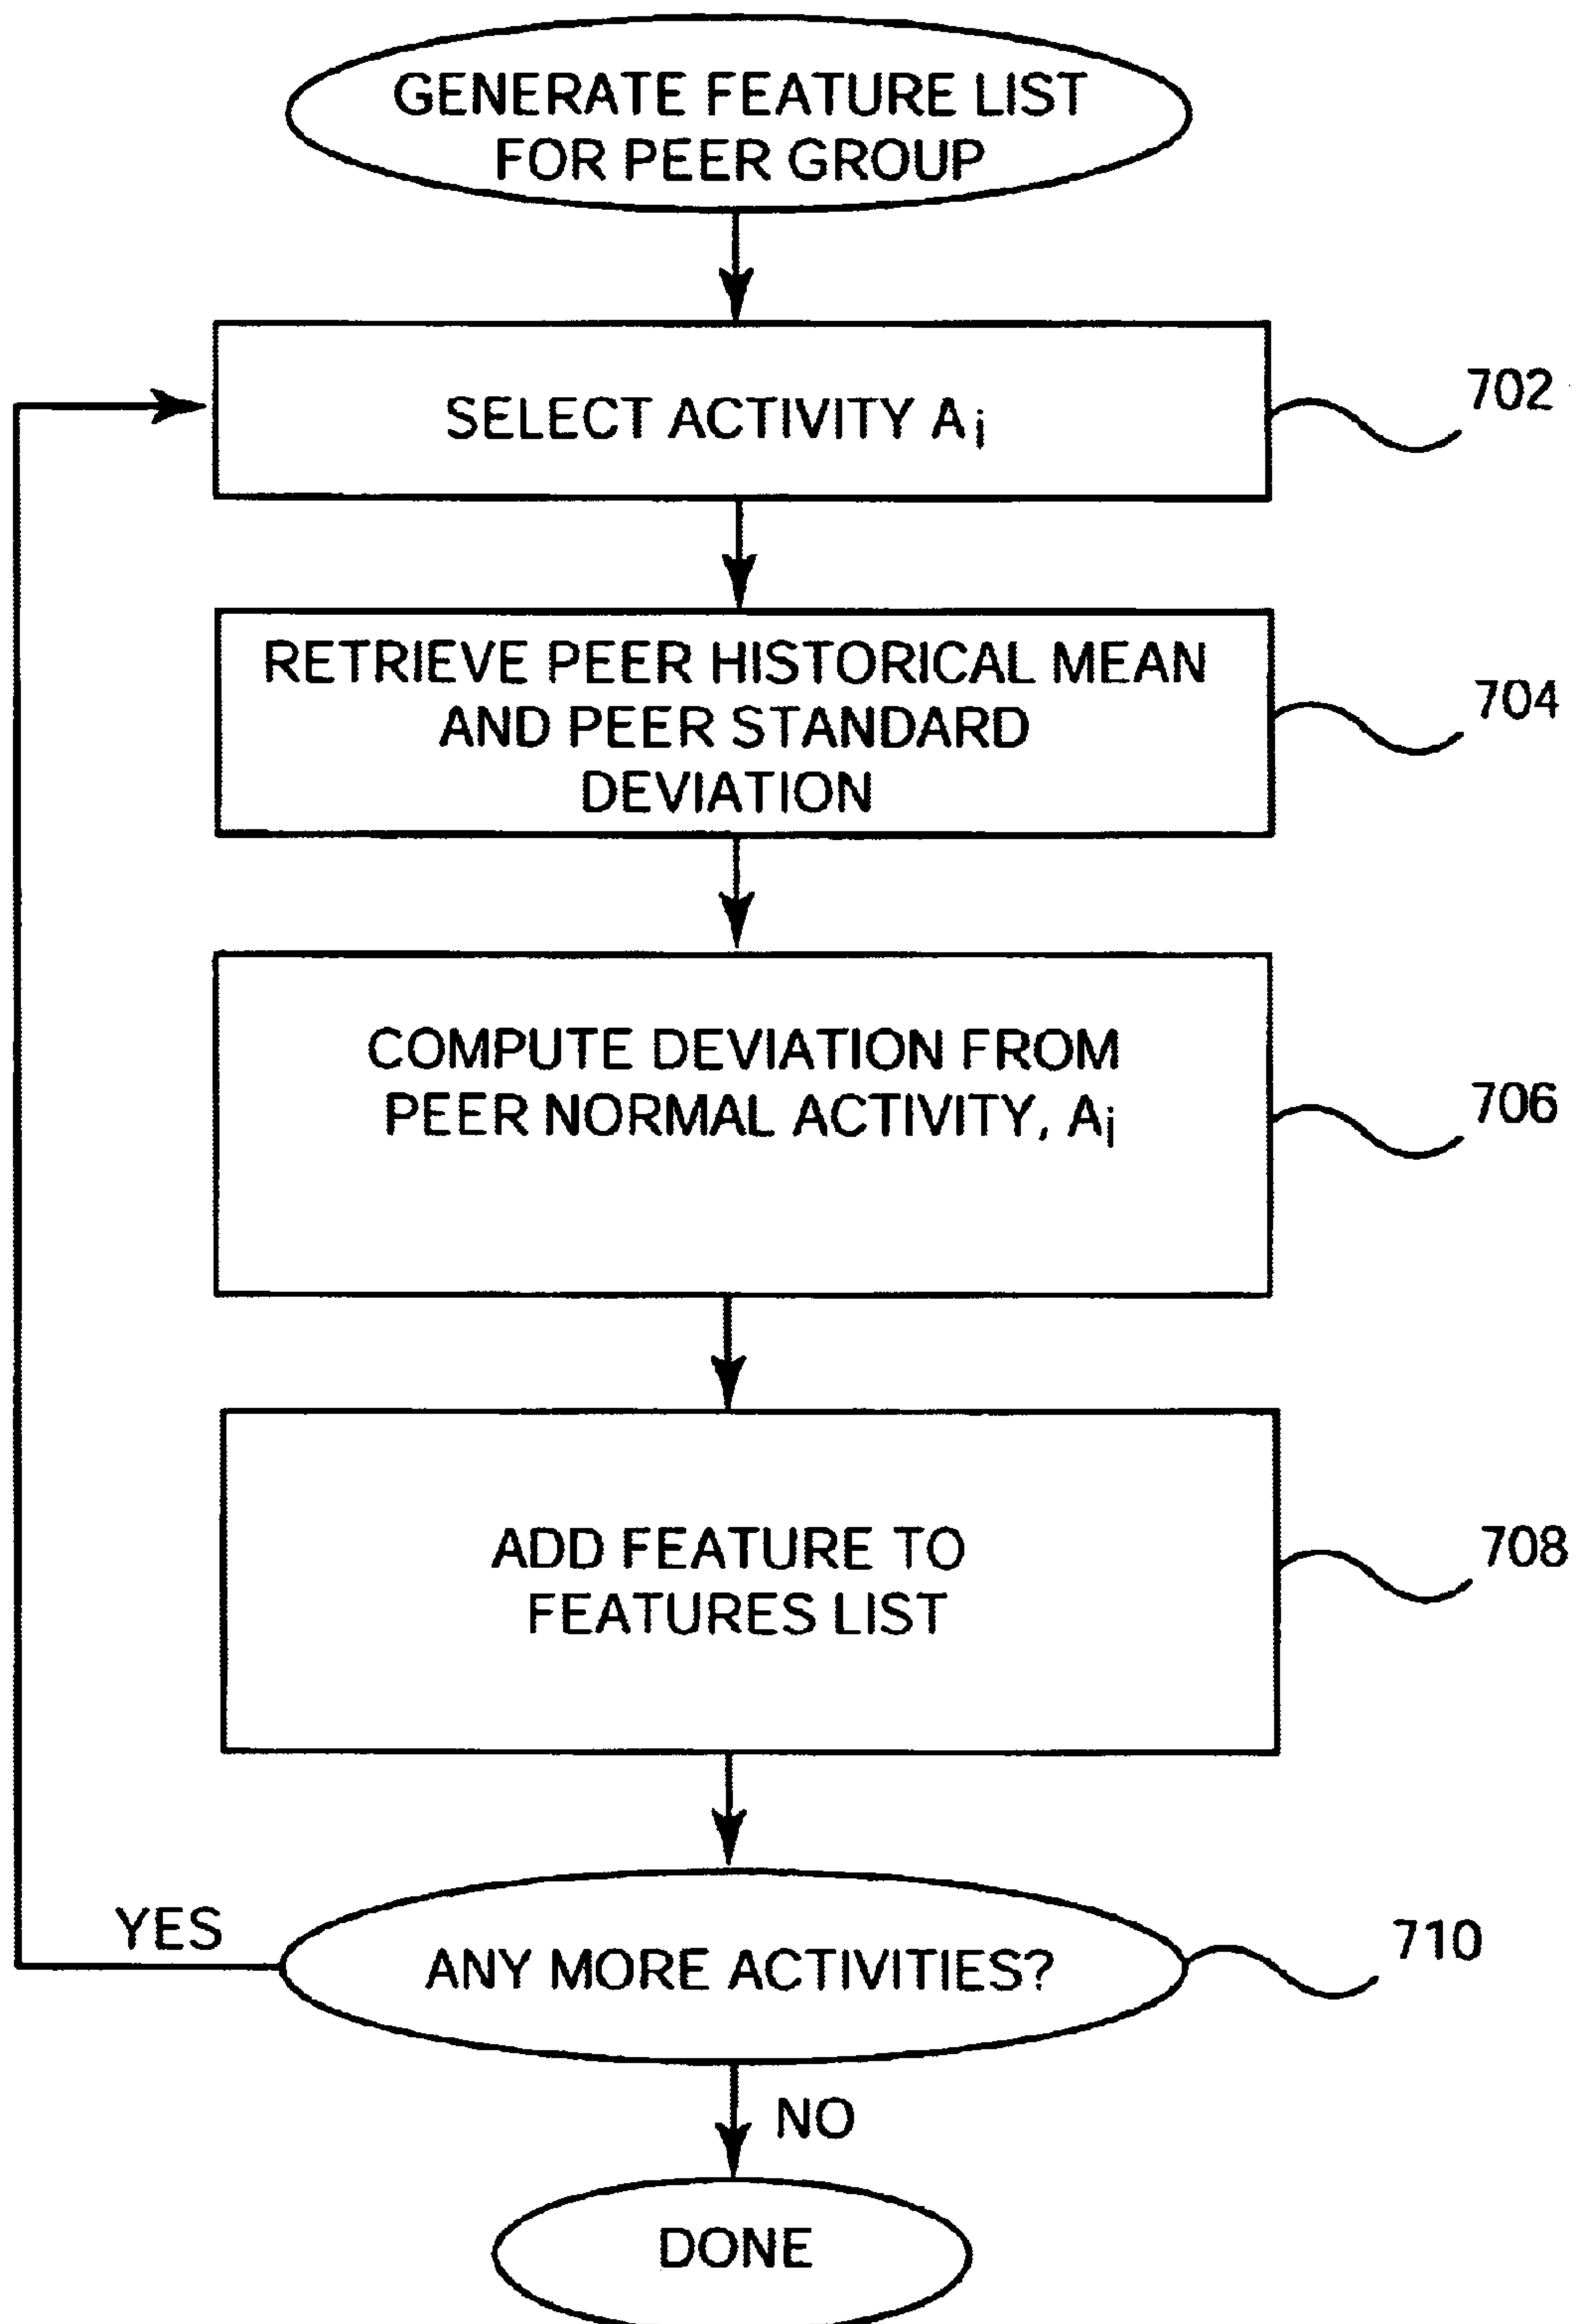 GENERATE FEATURE LIST
FOR PEER GROUP
SELECT ACTIVITY Ai
702
RETRIEVE PEER HISTORICAL MEAN
AND PEER STANDARD
DEVIATION
704
COMPUTE DEVIATION FROM
PEER NORMAL ACTIVITY, Ai
706
ADD FEATURE TO
FEATURES LIST
708
YES
ANY MORE ACTIVITIES?
710
NO
DONE